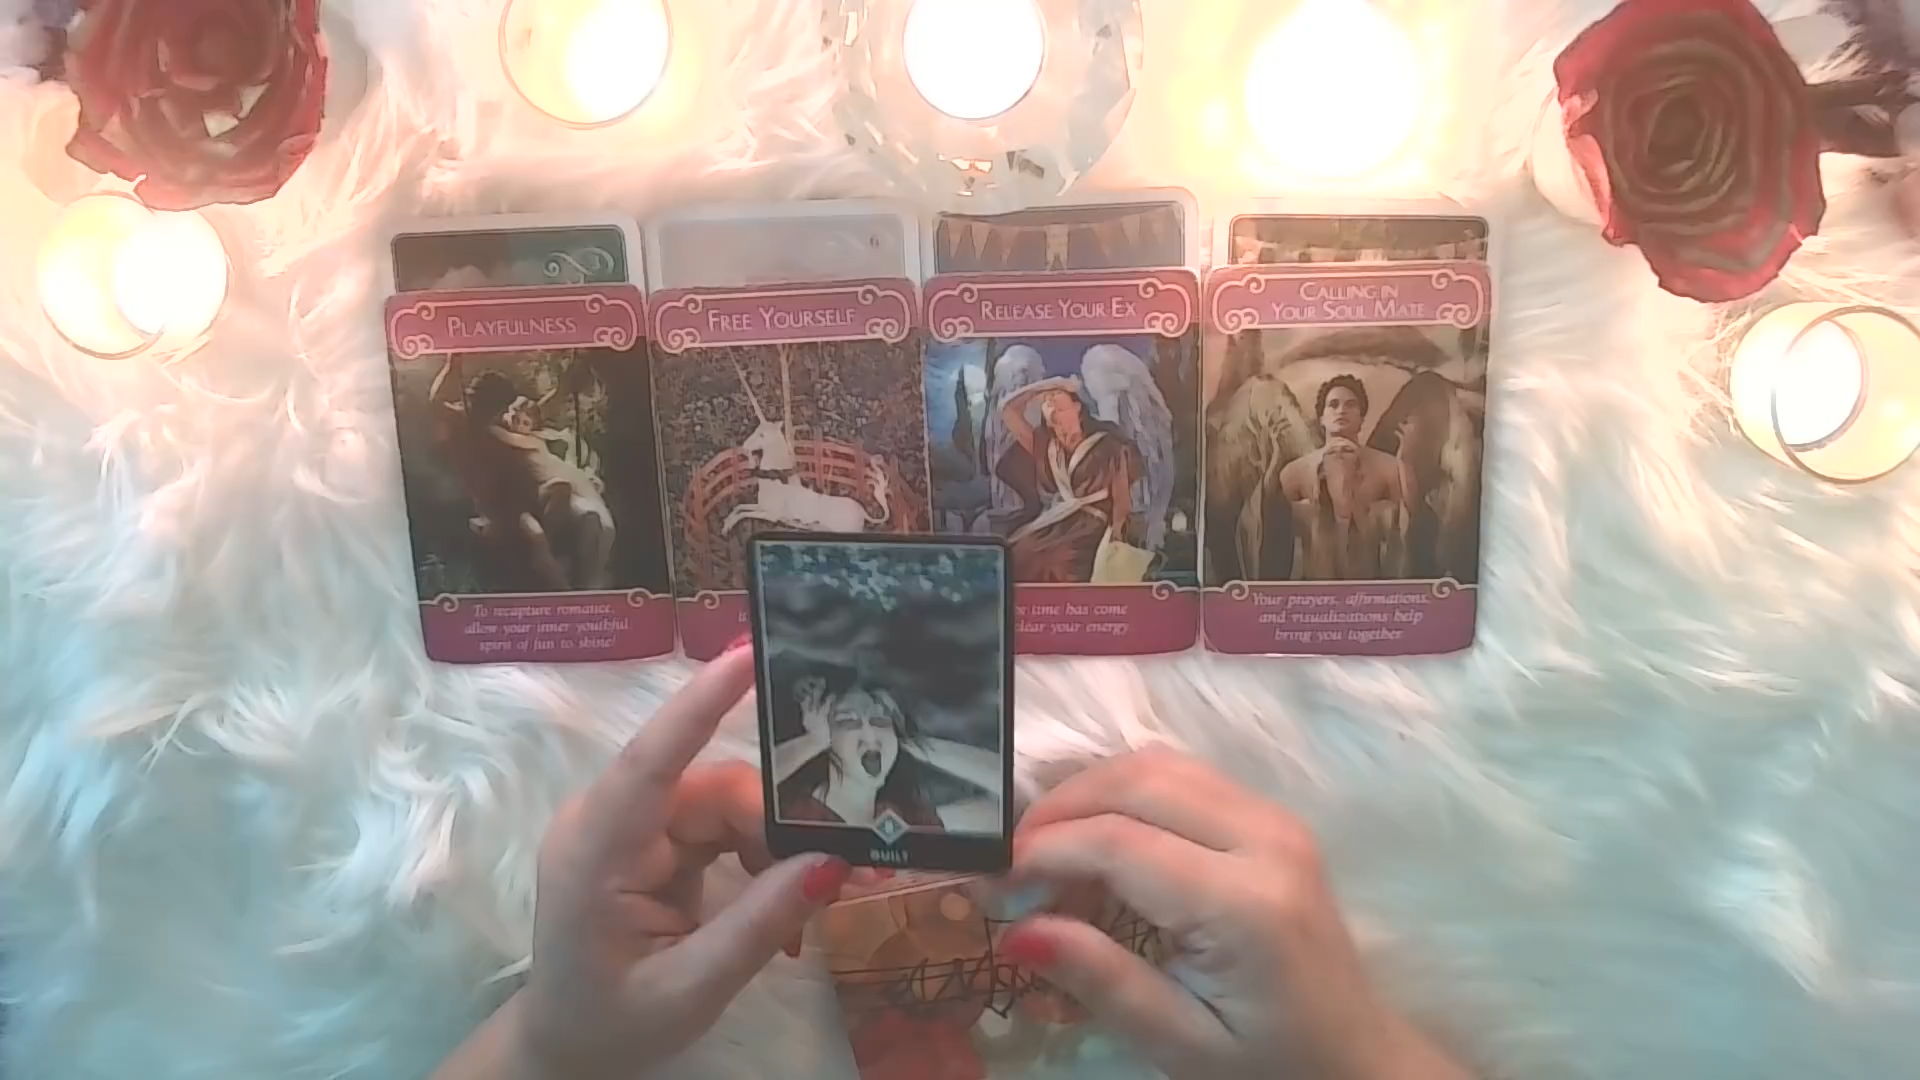 6
PLAYFULNESS
FREE YOURSELF
RELEASE YOUR EX
CALLING IN
YOUR SOUL MATE
To recapture romance,
allow your inner youthful
spirit of fun to shine!
time has come
clear your energy
Your prayers, affirmations,
and visualizations help
bring you together
8
GUILT